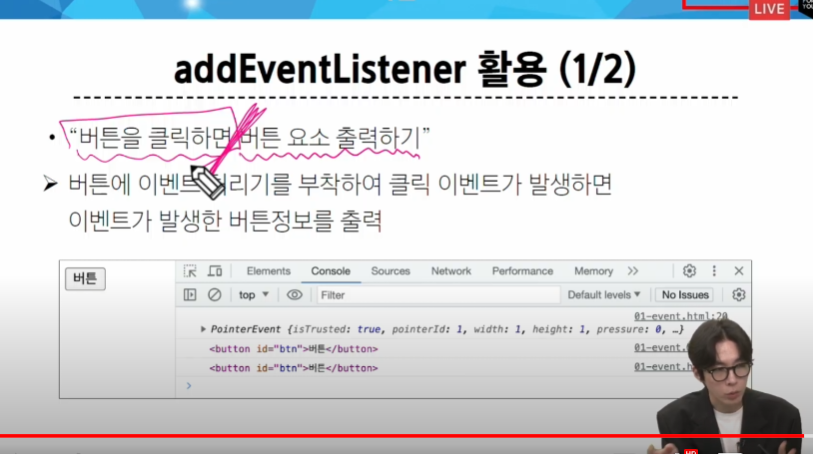 LIVE
addEventListener 활용 (1/2)
• “버튼을 클릭하면 버튼 요소 출력하기”
➤ 버튼에 이벤트 처리기를 부착하여 클릭 이벤트가 발생하면
이벤트가 발생한 버튼정보를 출력
버튼
Elements Console Sources Network Performance Memory
top Filter Default levels No Issues
01-event.html:20
PointerEvent {isTrusted: true, pointerId: 1, width: 1, height: 1, pressure: 0, …}
<button id="btn">버튼</button> 01-event.
<button id="btn">버튼</button> 01-event.h
HD